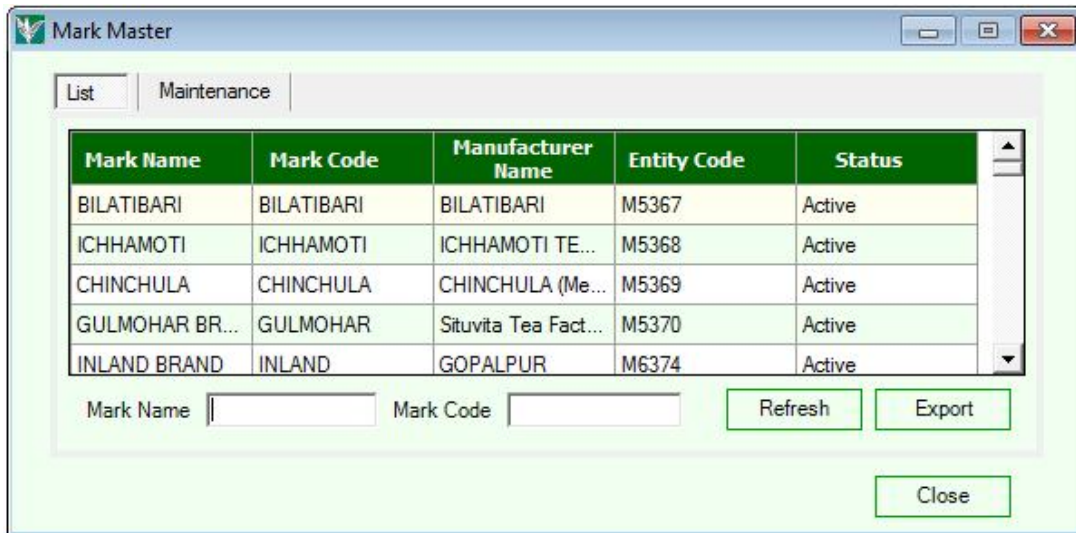 Mark Master
List Maintenance
Mark Name Mark Code Manufacturer Name Entity Code Status
BILATIBARI BILATIBARI BILATIBARI M5367 Active
ICHHAMOTI ICHHAMOTI ICHHAMOTI TE... M5368 Active
CHINCHULA CHINCHULA CHINCHULA (Me... M5369 Active
GULMOHAR BR... GULMOHAR Situvita Tea Fact... M5370 Active
INLAND BRAND INLAND GOPALPUR M6374 Active
Mark Name Mark Code Refresh Export
Close